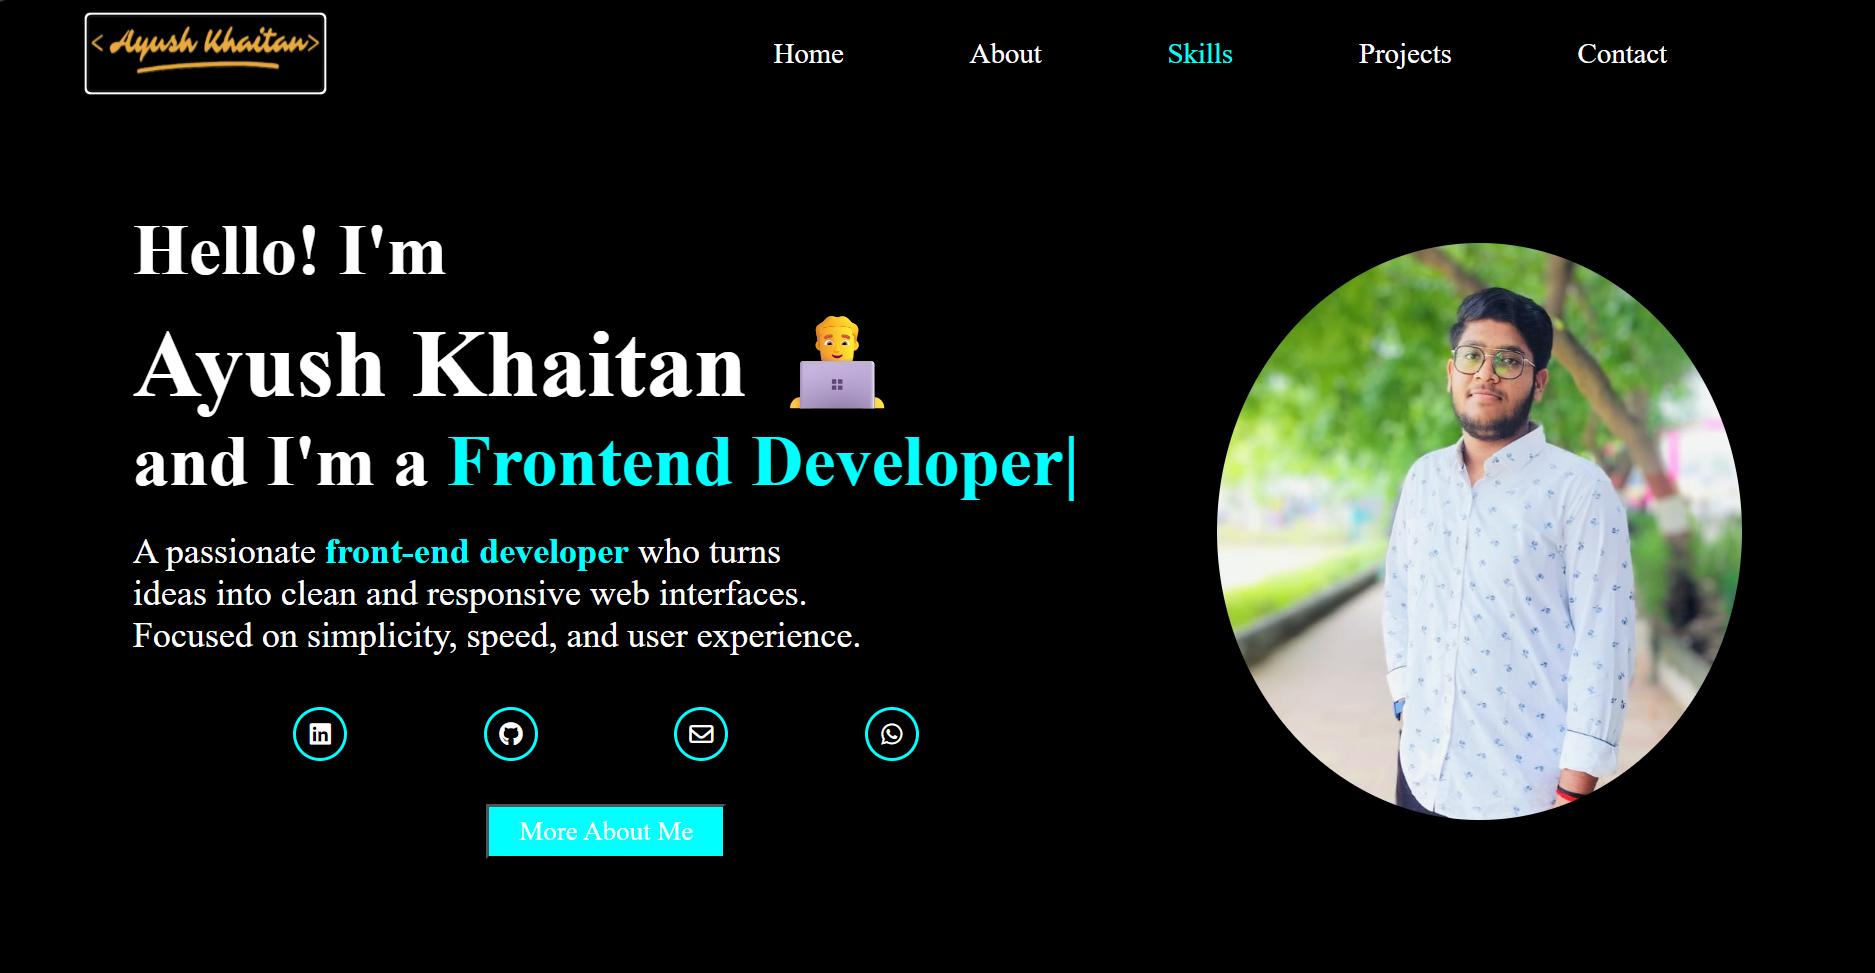 < Ayush Khaitan>
Home About Skills Projects Contact
Hello! I'm
Ayush Khaitan
and I'm a Frontend Developer|
A passionate front-end developer who turns
ideas into clean and responsive web interfaces.
Focused on simplicity, speed, and user experience.
in
More About Me